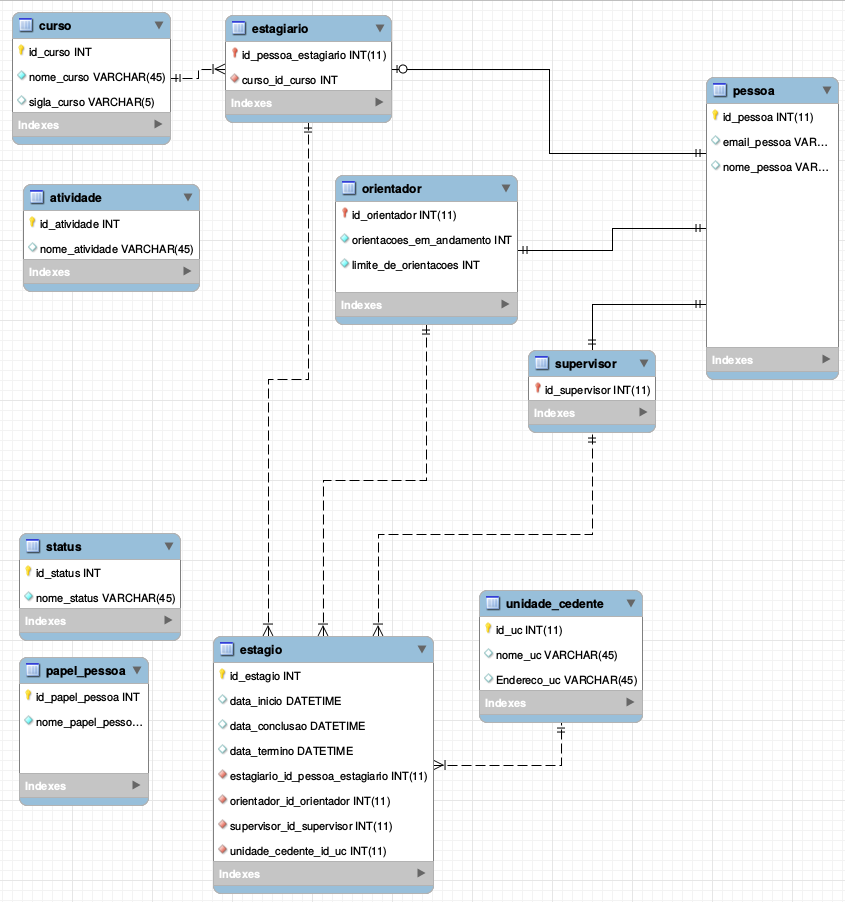 curso
id_curso INT
nome_curso VARCHAR(45)
sigla_curso VARCHAR(5)
Indexes
estagiario
id_pessoa_estagiario INT(11)
curso_id_curso INT
Indexes
pessoa
id_pessoa INT(11)
email_pessoa VAR...
nome_pessoa VAR...
Indexes
atividade
id_atividade INT
nome_atividade VARCHAR(45)
Indexes
orientador
id_orientador INT(11)
orientacoes_em_andamento INT
limite_de_orientacoes INT
Indexes
supervisor
id_supervisor INT(11)
Indexes
status
id_status INT
nome_status VARCHAR(45)
Indexes
papel_pessoa
id_papel_pessoa INT
nome_papel_pesso...
Indexes
estagio
id_estagio INT
data_inicio DATETIME
data_conclusao DATETIME
data_termino DATETIME
estagiario_id_pessoa_estagiario INT(11)
orientador_id_orientador INT(11)
supervisor_id_supervisor INT(11)
unidade_cedente_id_uc INT(11)
Indexes
unidade_cedente
id_uc INT(11)
nome_uc VARCHAR(45)
Endereco_uc VARCHAR(45)
Indexes